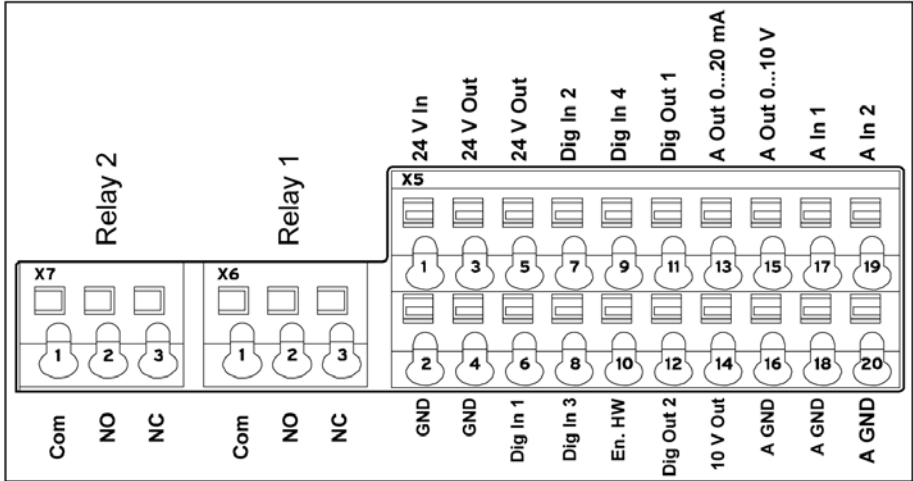 24 V In
24 V Out
24 V Out
Dig In 2
Dig In 4
Dig Out 1
A Out 0...20 mA
A Out 0...10 V
A In 1
A In 2
Relay 2
Relay 1
X5
1 3 5 7 9 11 13 15 17 19
X7
X6
1 2 3
1 2 3
2 4 6 8 10 12 14 16 18 20
Com
NO
NC
Com
NO
NC
GND
GND
Dig In 1
Dig In 3
En. HW
Dig Out 2
10 V Out
A GND
A GND
A GND